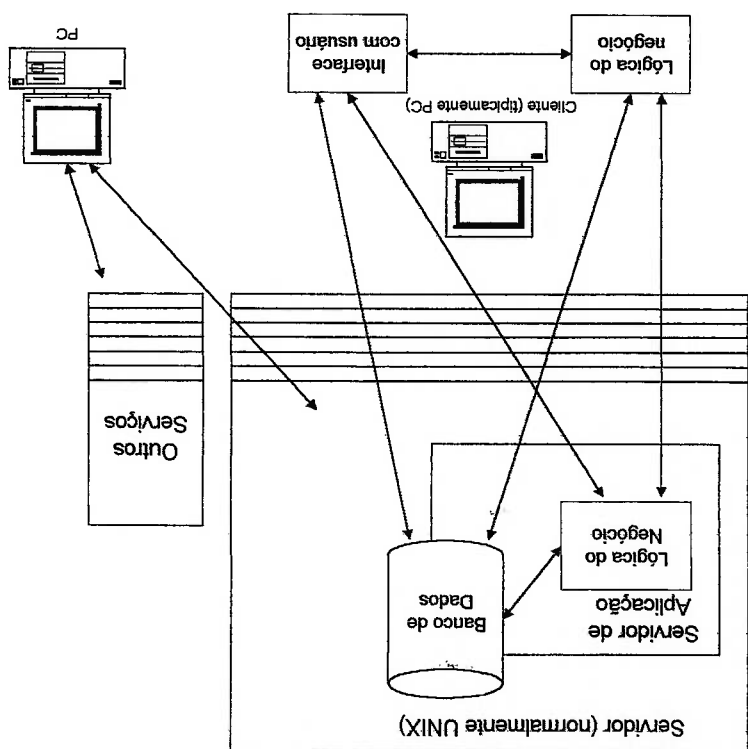 Servidor (normalmente UNIX)
Servidor de
Aplicação
Lógica do
Negócio
Banco de
Dados
Outros
Serviços
Cliente (tipicamente PC)
Lógica do
negócio
Interface
com usuário
PC